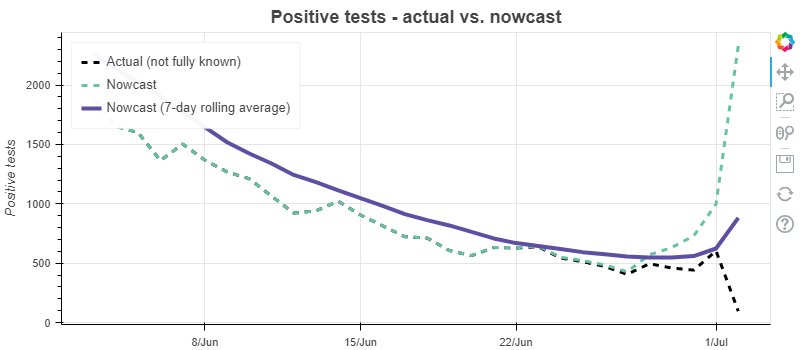 Positive tests - actual vs. nowcast
Actual (not fully known)
Nowcast
Nowcast (7-day rolling average)
Positive tests
2000
1500
1000
500
0
8/Jun
15/Jun
22/Jun
1/Jul